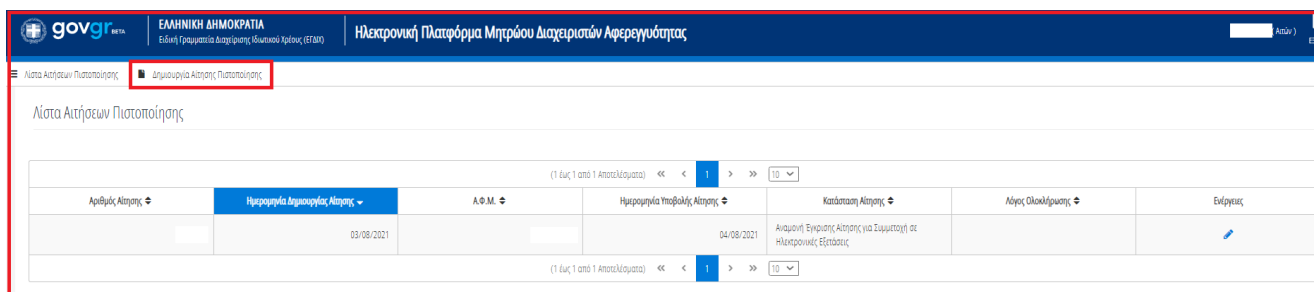 govgr BETA
ΕΛΛΗΝΙΚΗ ΔΗΜΟΚΡΑΤΙΑ
Ειδική Γραμματεία Διαχείρισης Ιδιωτικού Χρέους (ΕΓΔΙΧ)
Ηλεκτρονική Πλατφόρμα Μητρώου Διαχειριστών Αφερεγγυότητας
( Αιτών )
Λίστα Αιτήσεων Πιστοποίησης
Δημιουργία Αίτησης Πιστοποίησης
Λίστα Αιτήσεων Πιστοποίησης
(1 έως 1 από 1 Αποτελέσματα) 1 10
Αριθμός Αίτησης Ημερομηνία Δημιουργίας Αίτησης Α.Φ.Μ. Ημερομηνία Υποβολής Αίτησης Κατάσταση Αίτησης Λόγος Ολοκλήρωσης Ενέργειες
03/08/2021 04/08/2021 Αναμονή Έγκρισης Αίτησης για Συμμετοχή σε
Ηλεκτρονικές Εξετάσεις
(1 έως 1 από 1 Αποτελέσματα) 1 10